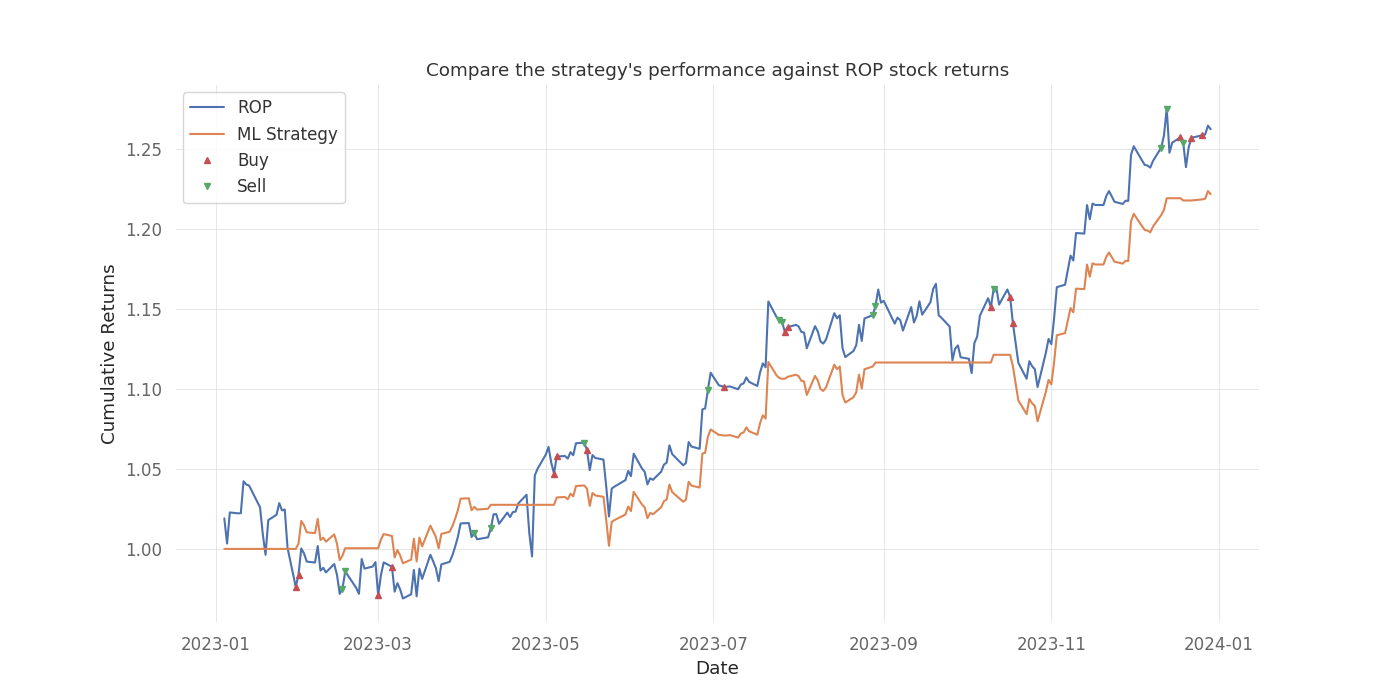 Compare the strategy's performance against ROP stock returns
ROP
ML Strategy
Buy
Sell
Cumulative Returns
1.25
1.20
1.15
1.10
1.05
1.00
2023-01
2023-03
2023-05
2023-07
2023-09
2023-11
2024-01
Date